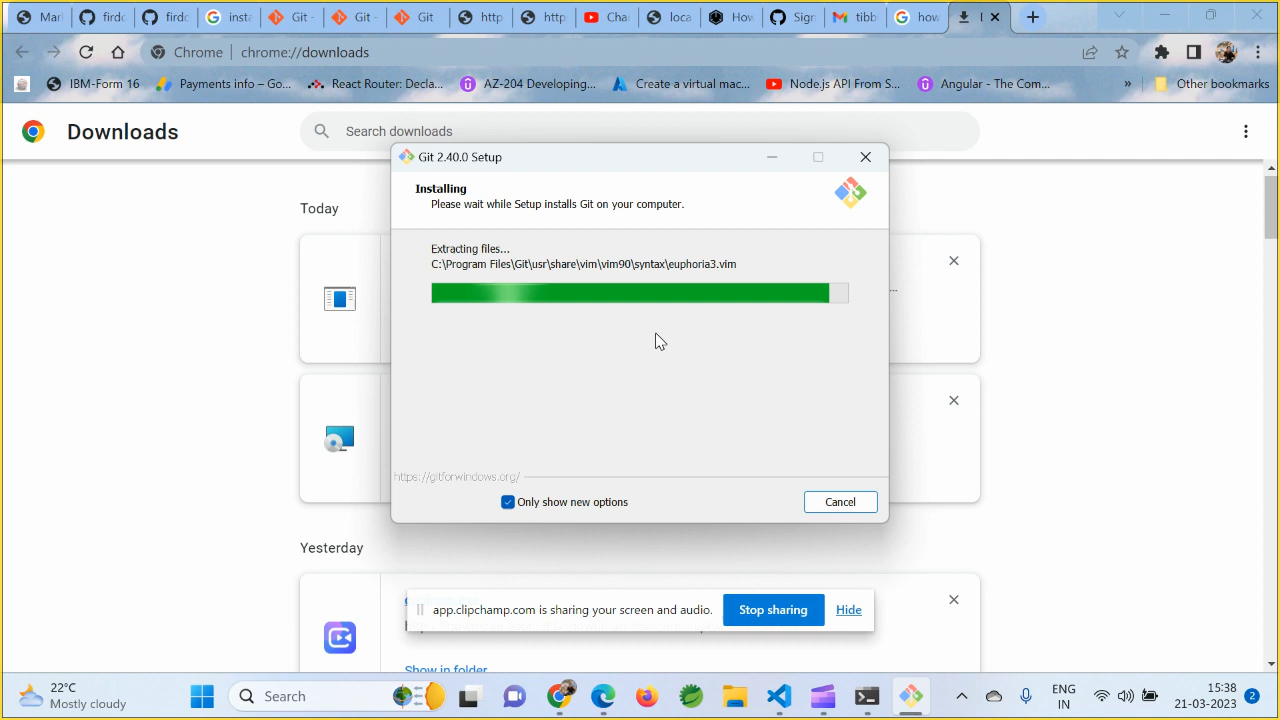 Mark
firdo
firdo
insta
Git -
Git -
Git
http
http
Cha
loca
How
Sign
tibb
how
Chrome
chrome://downloads
IBM-Form 16
Payments info – Go...
React Router: Decla...
AZ-204 Developing...
Create a virtual mac...
Node.js API From S...
Angular - The Com...
»
Other bookmarks
Downloads
Search downloads
Today
Git 2.40.0 Setup
Installing
Please wait while Setup installs Git on your computer.
Extracting files...
C:\Program Files\Git\usr\share\vim\vim90\syntax\euphoria3.vim
...
https://gitforwindows.org/
Only show new options
Cancel
Yesterday
app.clipchamp.com is sharing your screen and audio.
Stop sharing
Hide
Show in folder
22°C
Mostly cloudy
Search
ENG
IN
15:38
21-03-2023
2